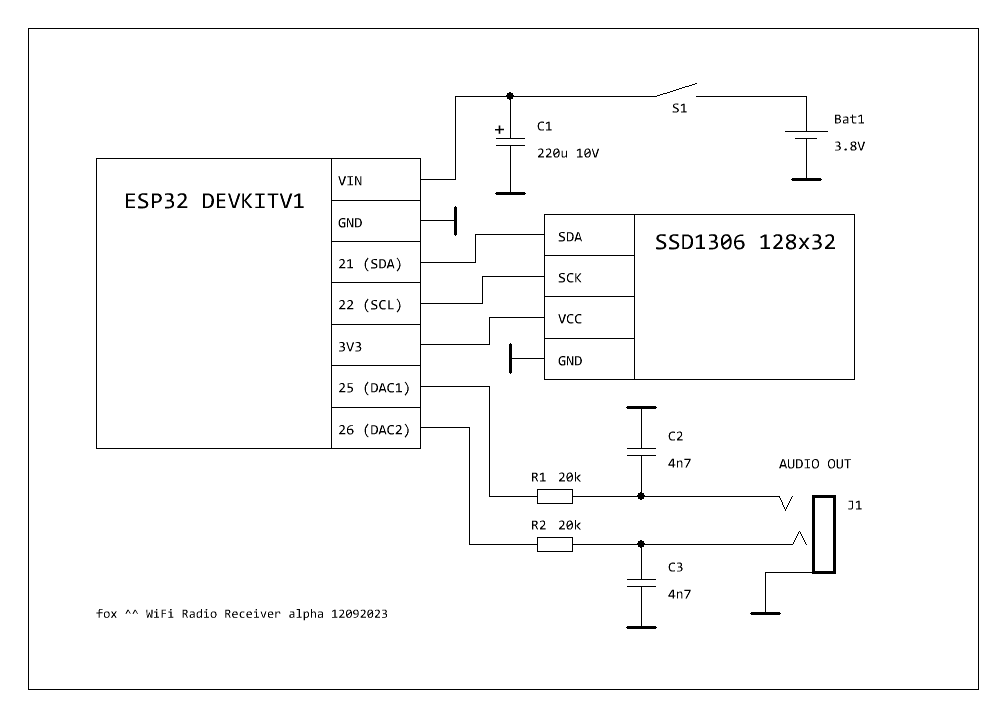 S1
+
C1
220u 10V
Bat1
3.8V
ESP32 DEVKITV1
VIN
GND
21 (SDA)
22 (SCL)
3V3
25 (DAC1)
26 (DAC2)
SSD1306 128x32
SDA
SCK
VCC
GND
C2
4n7
AUDIO OUT
R1 20k
J1
R2 20k
C3
4n7
fox ^^ WiFi Radio Receiver alpha 12092023